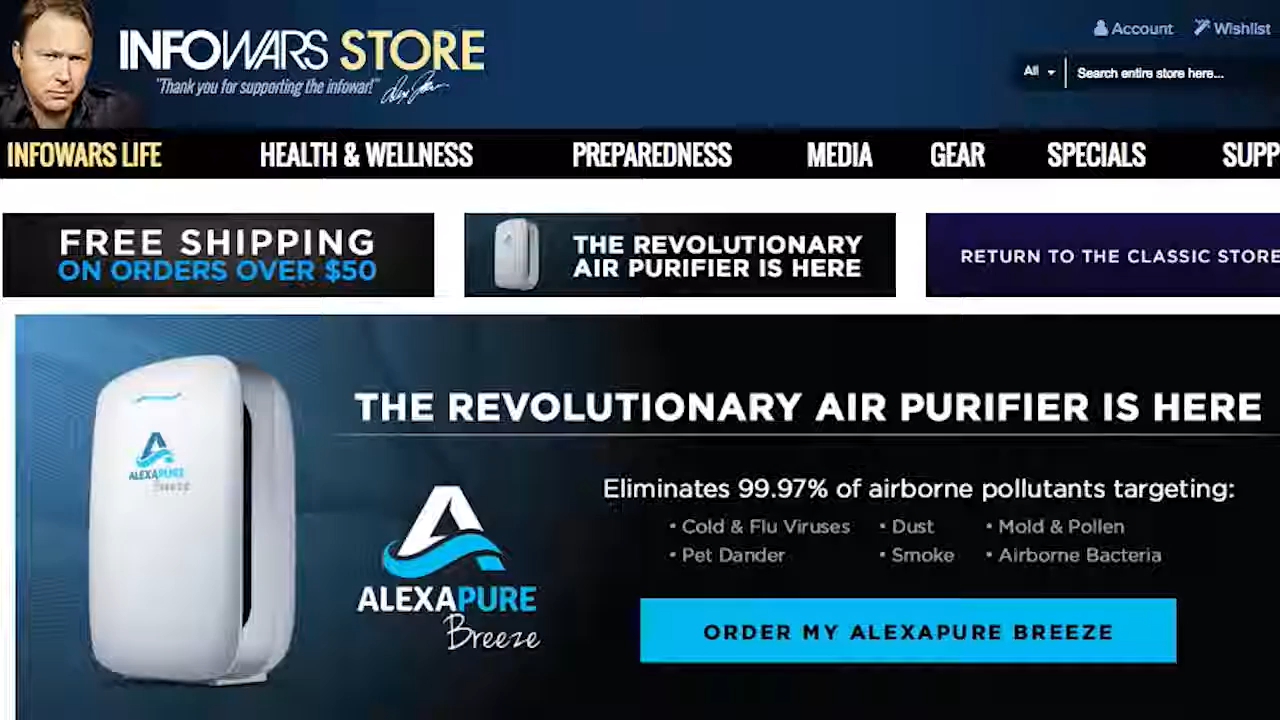 INFOWARS STORE
"Thank you for supporting the infowar!"
Account
Wishlist
All
Search entire store here...
INFOWARS LIFE
HEALTH & WELLNESS
PREPAREDNESS
MEDIA
GEAR
SPECIALS
SUPP
FREE SHIPPING
ON ORDERS OVER $50
THE REVOLUTIONARY
AIR PURIFIER IS HERE
RETURN TO THE CLASSIC STORE
ALEXAPURE
Breeze
THE REVOLUTIONARY AIR PURIFIER IS HERE
Eliminates 99.97% of airborne pollutants targeting:
• Cold & Flu Viruses • Dust • Mold & Pollen
• Pet Dander • Smoke • Airborne Bacteria
ALEXAPURE
Breeze
ORDER MY ALEXAPURE BREEZE